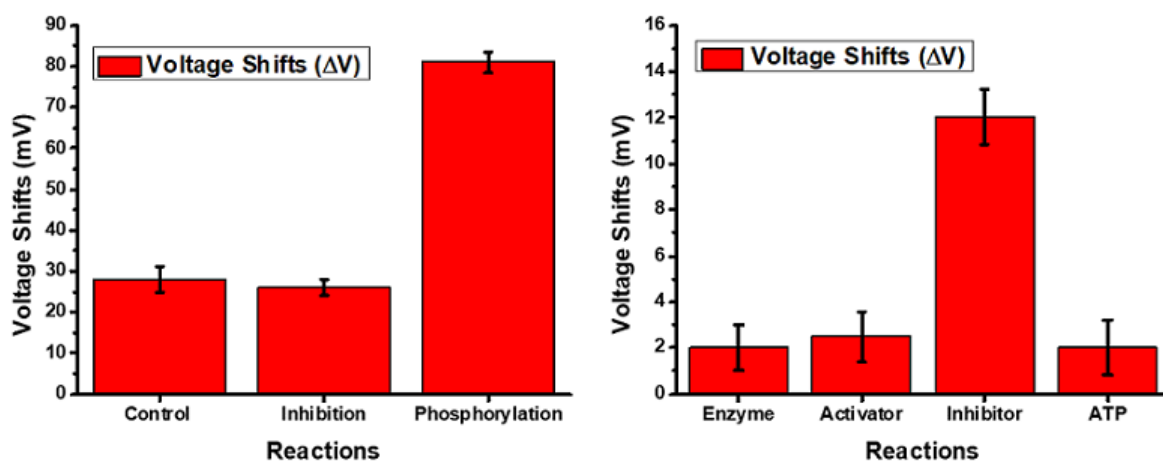 90
80
70
60
50
40
30
20
10
0
Voltage Shifts (mV)
Voltage Shifts (ΔV)
Control Inhibition Phosphorylation
Reactions
16
14
12
10
8
6
4
2
0
Voltage Shifts (mV)
Voltage Shifts (ΔV)
Enzyme Activator Inhibitor ATP
Reactions